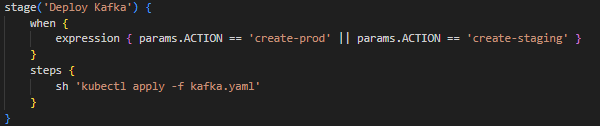 stage('Deploy Kafka') {
    when {
        expression { params.ACTION == 'create-prod' || params.ACTION == 'create-staging' }
    }
    steps {
        sh 'kubectl apply -f kafka.yaml'
    }
}